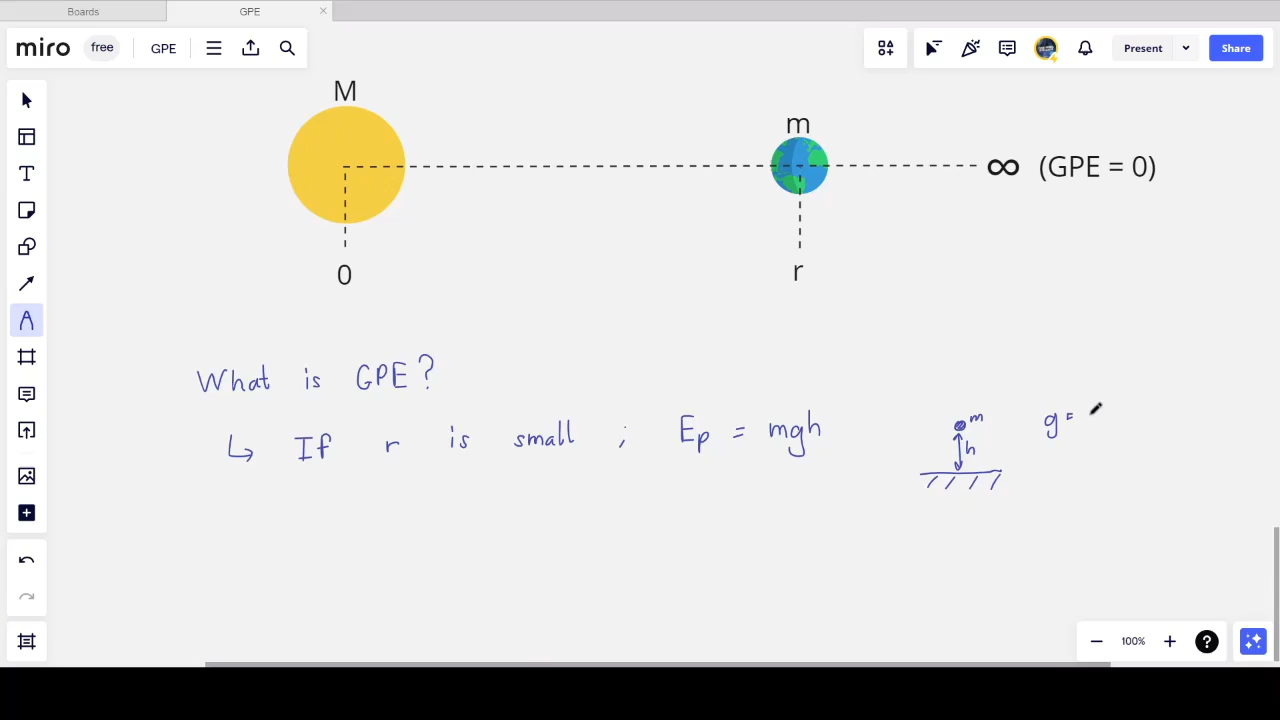 Boards
GPE
miro free GPE
Present
Share
M
m
∞ (GPE = 0)
0
r
What is GPE?
↳ If r is small ; Ep = mgh
m
h
g=
100%
?